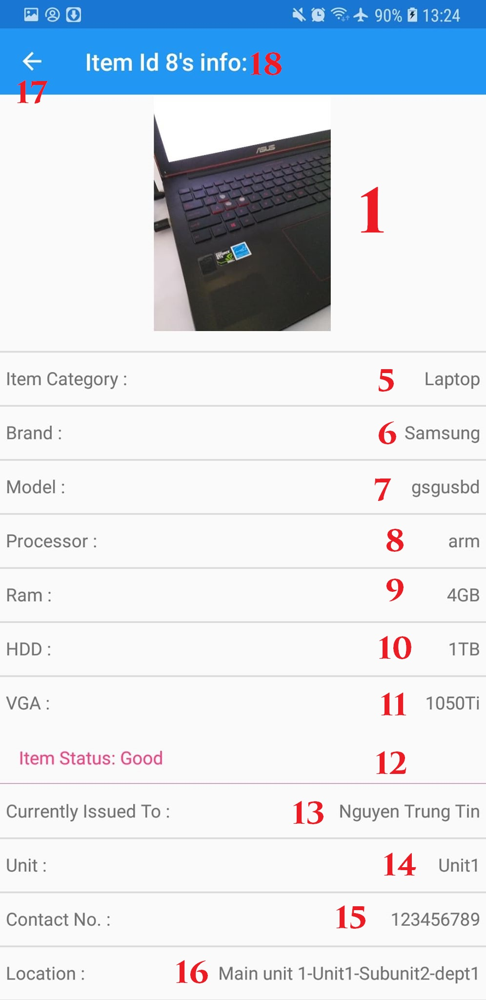 90% 13:24
Item Id 8's info: 18
17
ASUS
1
GEFORCE
GTX
Item Category : 5 Laptop
Brand : 6 Samsung
Model : 7 gsgusbd
Processor : 8 arm
Ram : 9 4GB
HDD : 10 1TB
VGA : 11 1050Ti
Item Status: Good 12
Currently Issued To : 13 Nguyen Trung Tin
Unit : 14 Unit1
Contact No. : 15 123456789
Location : 16 Main unit 1-Unit1-Subunit2-dept1